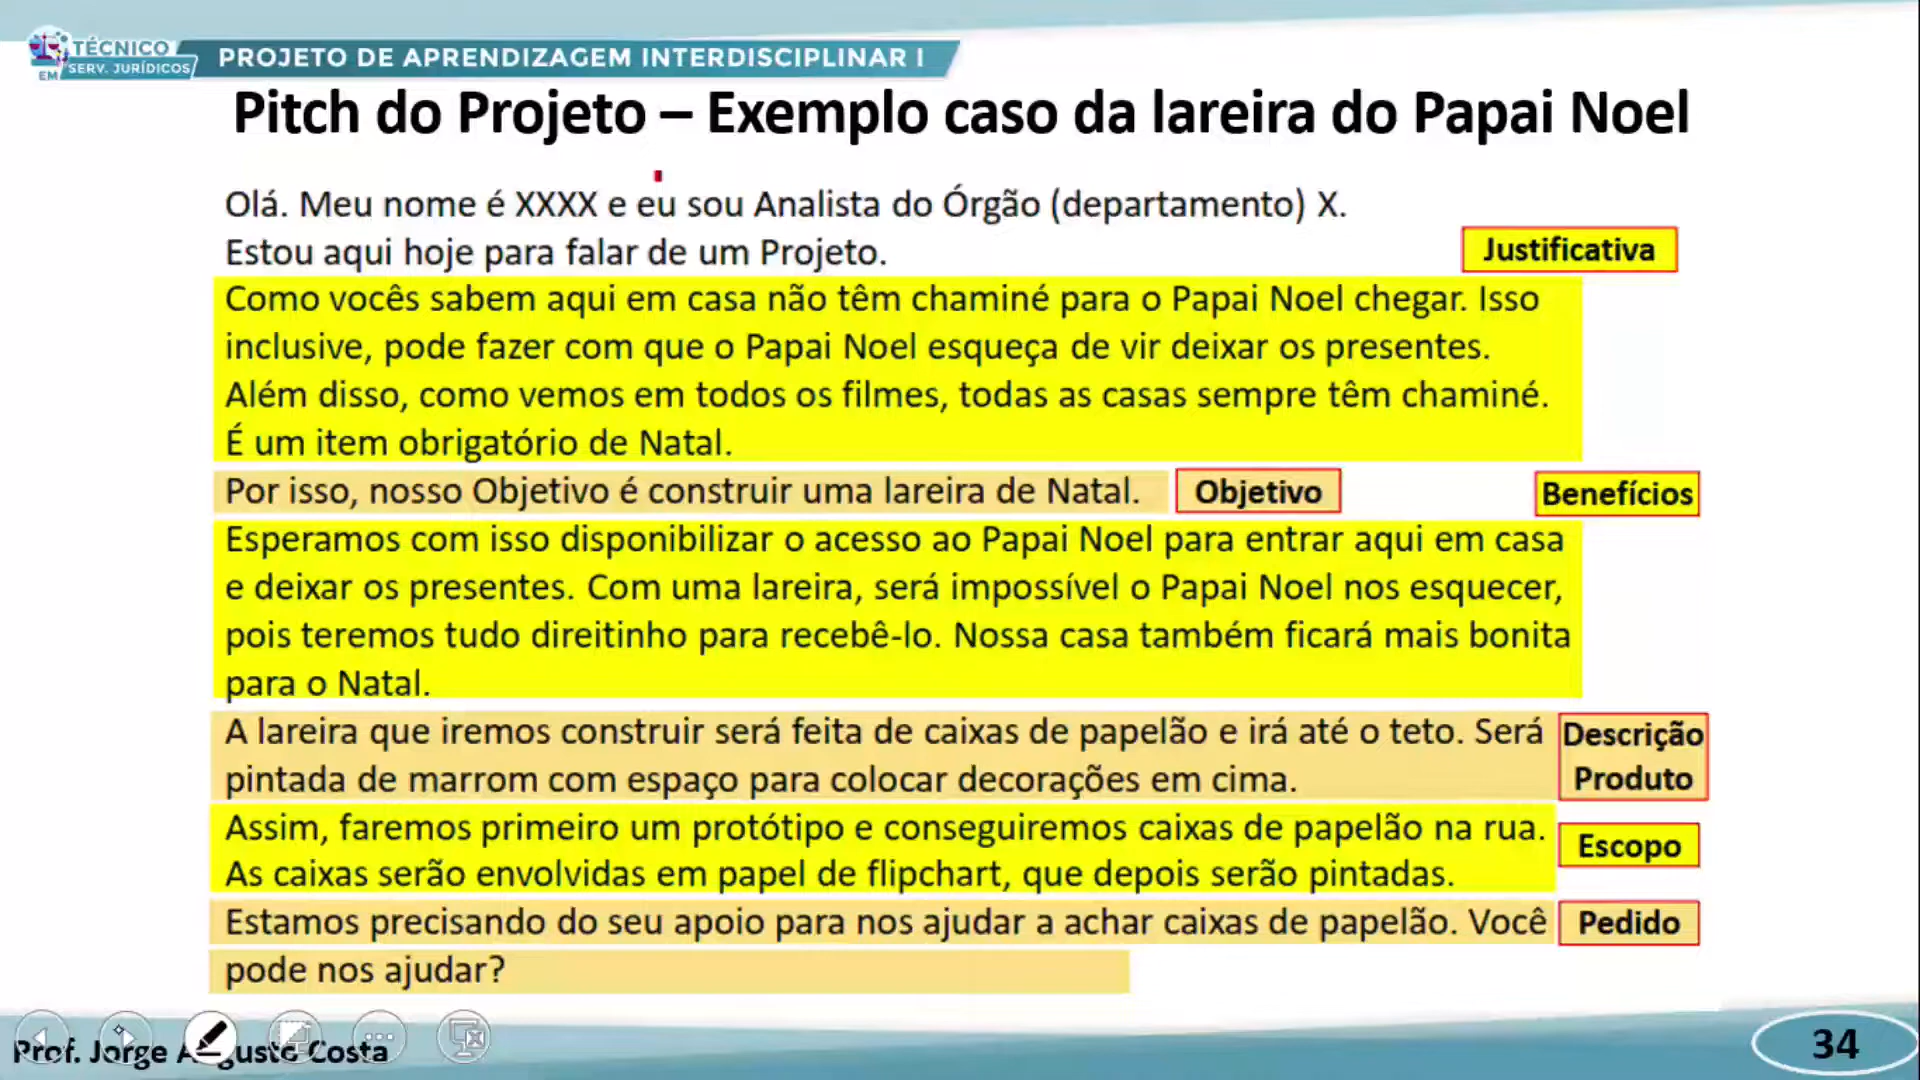 TÉCNICO
EM SERV. JURÍDICOS
PROJETO DE APRENDIZAGEM INTERDISCIPLINAR I
Pitch do Projeto – Exemplo caso da lareira do Papai Noel
Olá. Meu nome é XXXX e eu sou Analista do Órgão (departamento) X.
Estou aqui hoje para falar de um Projeto.
Justificativa
Como vocês sabem aqui em casa não têm chaminé para o Papai Noel chegar. Isso
inclusive, pode fazer com que o Papai Noel esqueça de vir deixar os presentes.
Além disso, como vemos em todos os filmes, todas as casas sempre têm chaminé.
É um item obrigatório de Natal.
Por isso, nosso Objetivo é construir uma lareira de Natal.
Objetivo
Benefícios
Esperamos com isso disponibilizar o acesso ao Papai Noel para entrar aqui em casa
e deixar os presentes. Com uma lareira, será impossível o Papai Noel nos esquecer,
pois teremos tudo direitinho para recebê-lo. Nossa casa também ficará mais bonita
para o Natal.
A lareira que iremos construir será feita de caixas de papelão e irá até o teto. Será
pintada de marrom com espaço para colocar decorações em cima.
Descrição
Produto
Assim, faremos primeiro um protótipo e conseguiremos caixas de papelão na rua.
As caixas serão envolvidas em papel de flipchart, que depois serão pintadas.
Escopo
Estamos precisando do seu apoio para nos ajudar a achar caixas de papelão. Você
pode nos ajudar?
Pedido
Prof. Jorge Augusto Costa
34